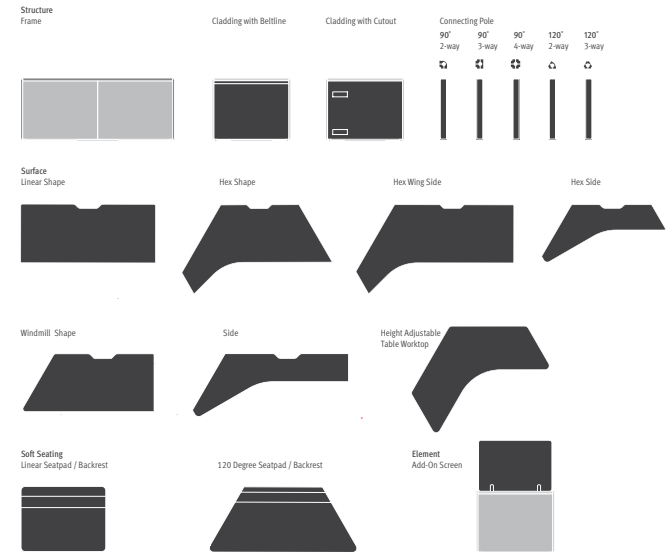 Structure
Frame
Cladding with Beltline
Cladding with Cutout
Connecting Pole
90° 90° 90° 120° 120°
2-way 3-way 4-way 2-way 3-way
Surface
Linear Shape
Hex Shape
Hex Wing Side
Hex Side
Windmill Shape
Side
Height Adjustable
Table Worktop
Soft Seating
Linear Seatpad / Backrest
120 Degree Seatpad / Backrest
Element
Add-On Screen